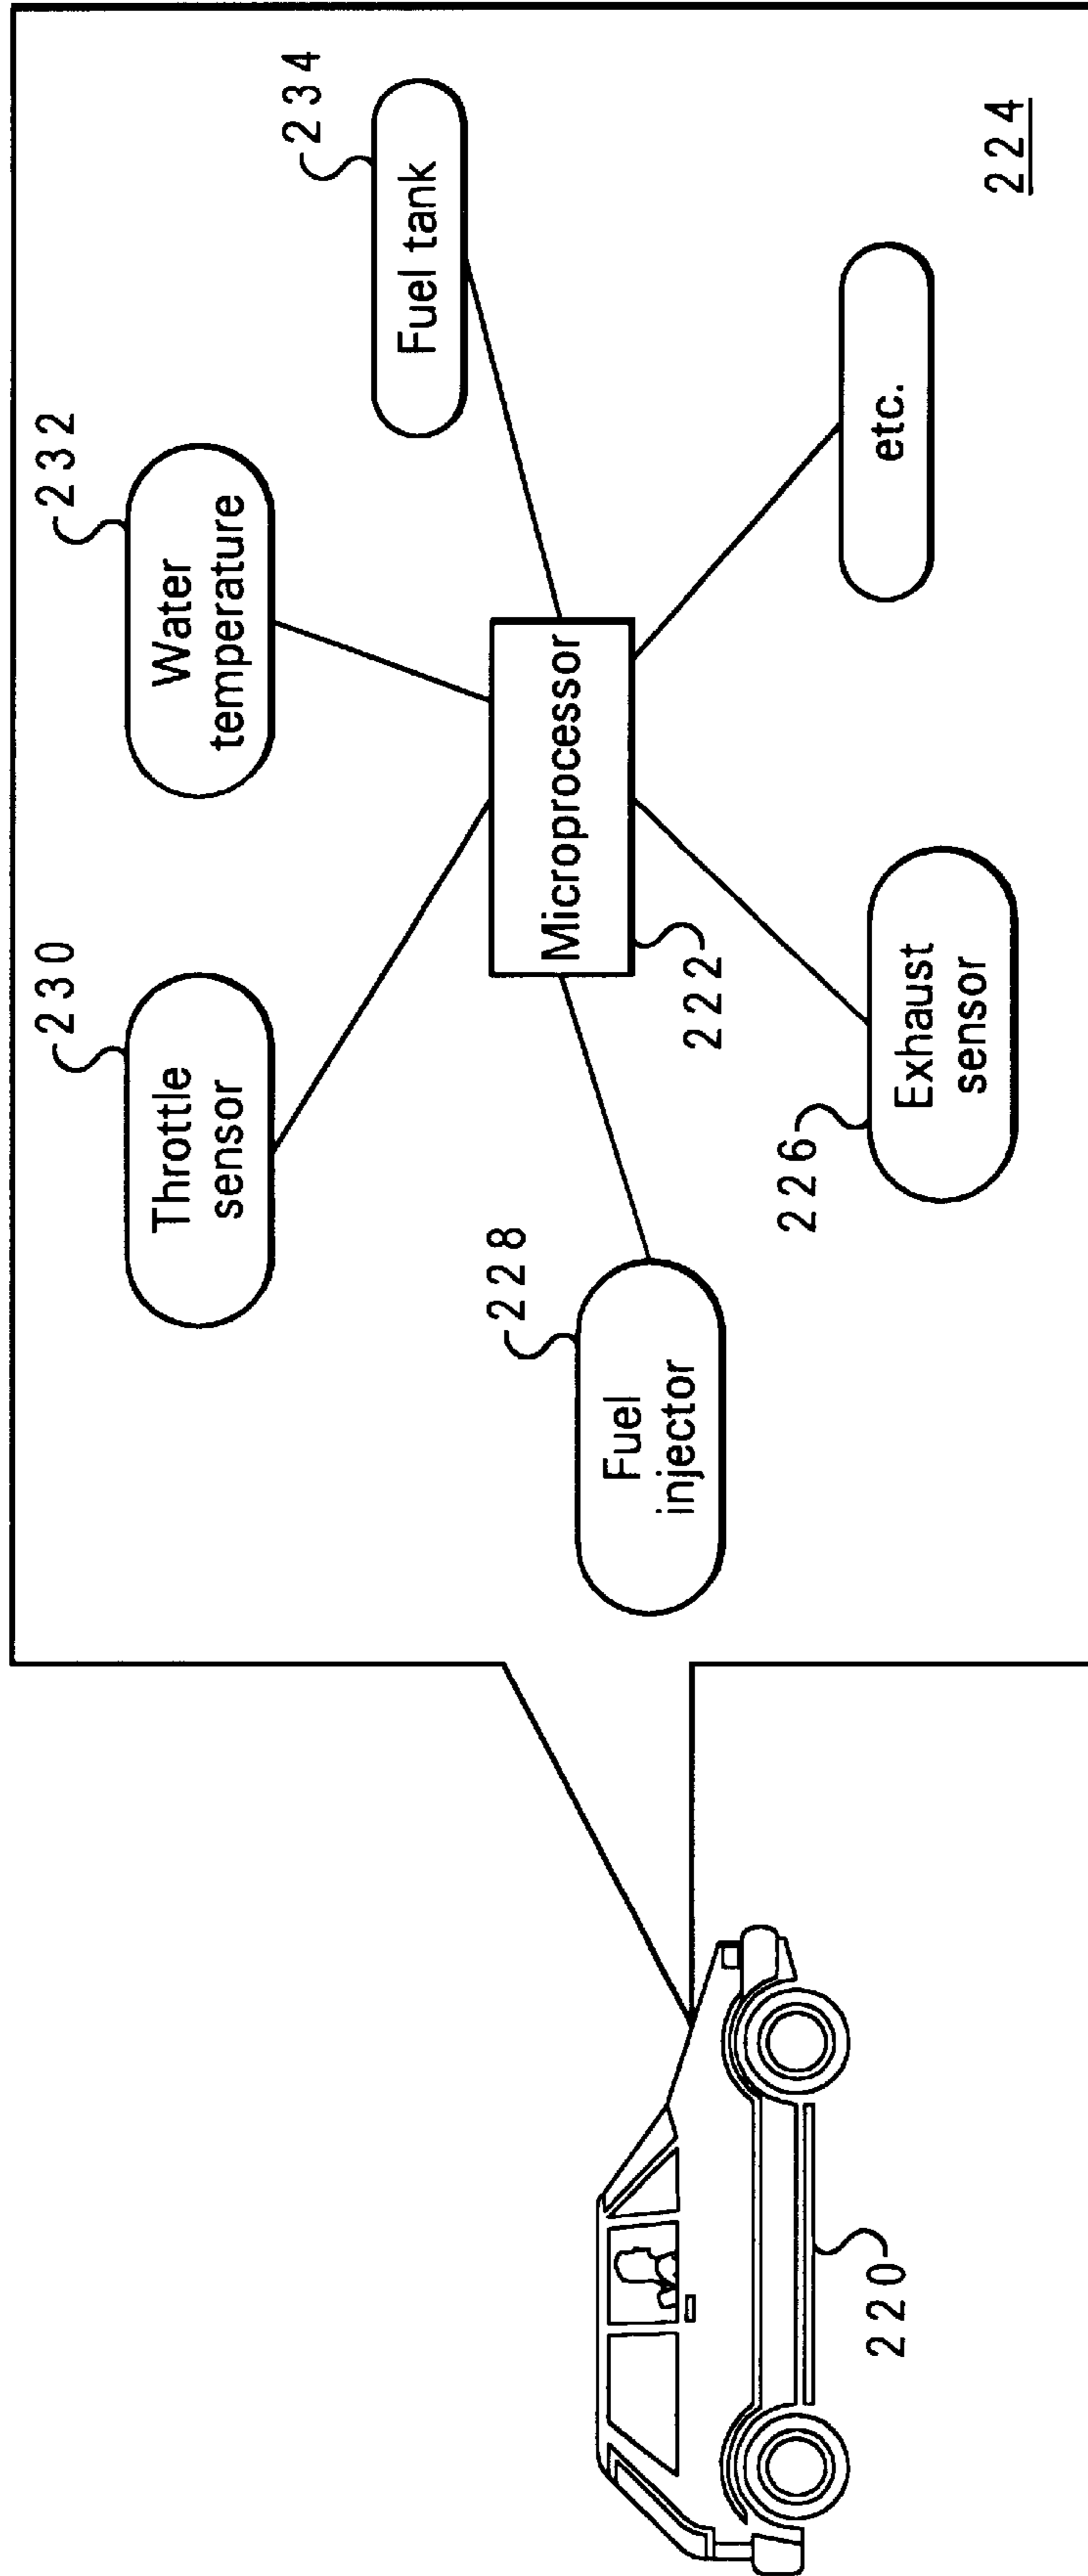 230
Throttle
sensor
232
Water
temperature
234
Fuel tank
228
Fuel
injector
Microprocessor
222
226
Exhaust
sensor
etc.
224
220